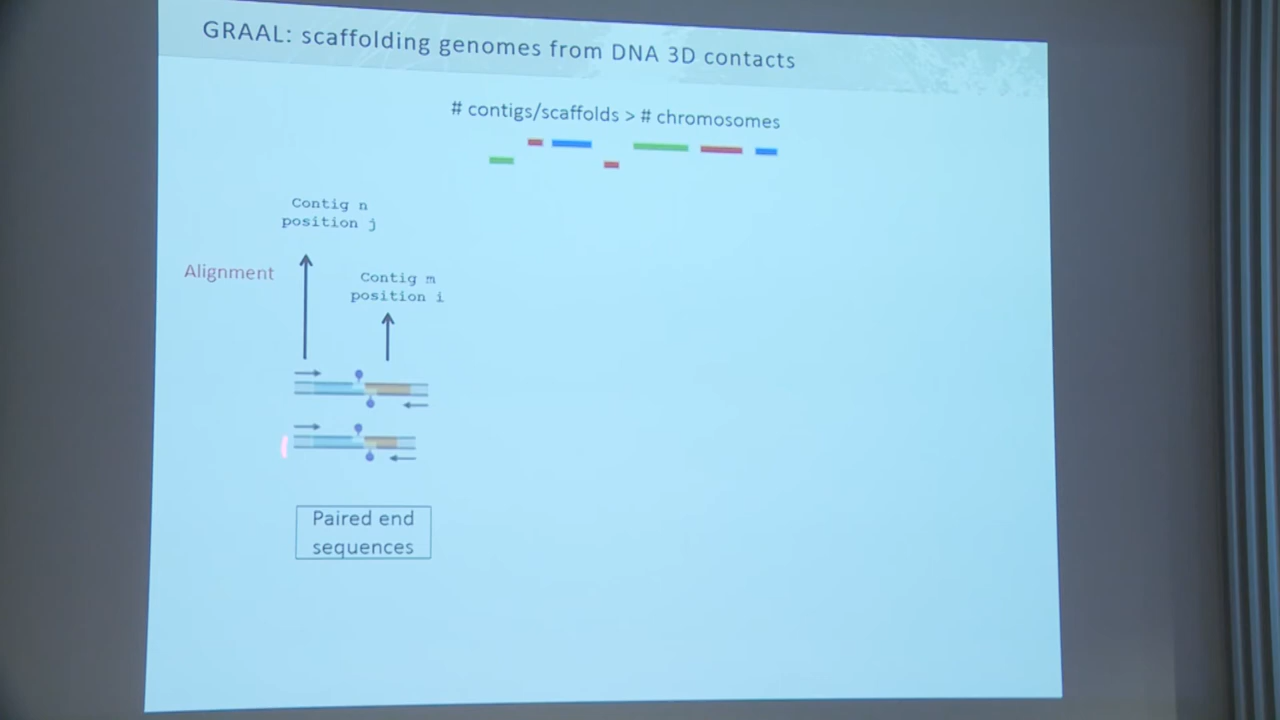 GRAAL: scaffolding genomes from DNA 3D contacts
# contigs/scaffolds > # chromosomes
Contig n
position j
Alignment
Contig m
position i
Paired end
sequences